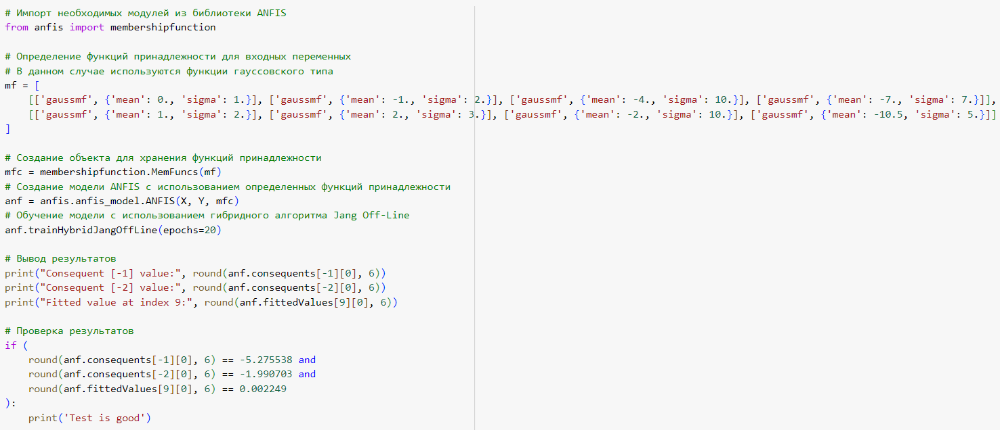 # Импорт необходимых модулей из библиотеки ANFIS
from anfis import membershipfunction

# Определение функций принадлежности для входных переменных
# В данном случае используются функции гауссовского типа
mf = [
    [['gaussmf', {'mean': 0., 'sigma': 1.}], ['gaussmf', {'mean': -1., 'sigma': 2.}], ['gaussmf', {'mean': -4., 'sigma': 10.}], ['gaussmf', {'mean': -7., 'sigma': 7.}]],
    [['gaussmf', {'mean': 1., 'sigma': 2.}], ['gaussmf', {'mean': 2., 'sigma': 3.}], ['gaussmf', {'mean': -2., 'sigma': 10.}], ['gaussmf', {'mean': -10.5, 'sigma': 5.}]]
]

# Создание объекта для хранения функций принадлежности
mfc = membershipfunction.MemFuncs(mf)
# Создание модели ANFIS с использованием определенных функций принадлежности
anf = anfis.anfis_model.ANFIS(X, Y, mfc)
# Обучение модели с использованием гибридного алгоритма Jang Off-Line
anf.trainHybridJangOffLine(epochs=20)

# Вывод результатов
print("Consequent [-1] value:", round(anf.consequents[-1][0], 6))
print("Consequent [-2] value:", round(anf.consequents[-2][0], 6))
print("Fitted value at index 9:", round(anf.fittedValues[9][0], 6))

# Проверка результатов
if (
    round(anf.consequents[-1][0], 6) == -5.275538 and
    round(anf.consequents[-2][0], 6) == -1.990703 and
    round(anf.fittedValues[9][0], 6) == 0.002249
):
    print('Test is good')